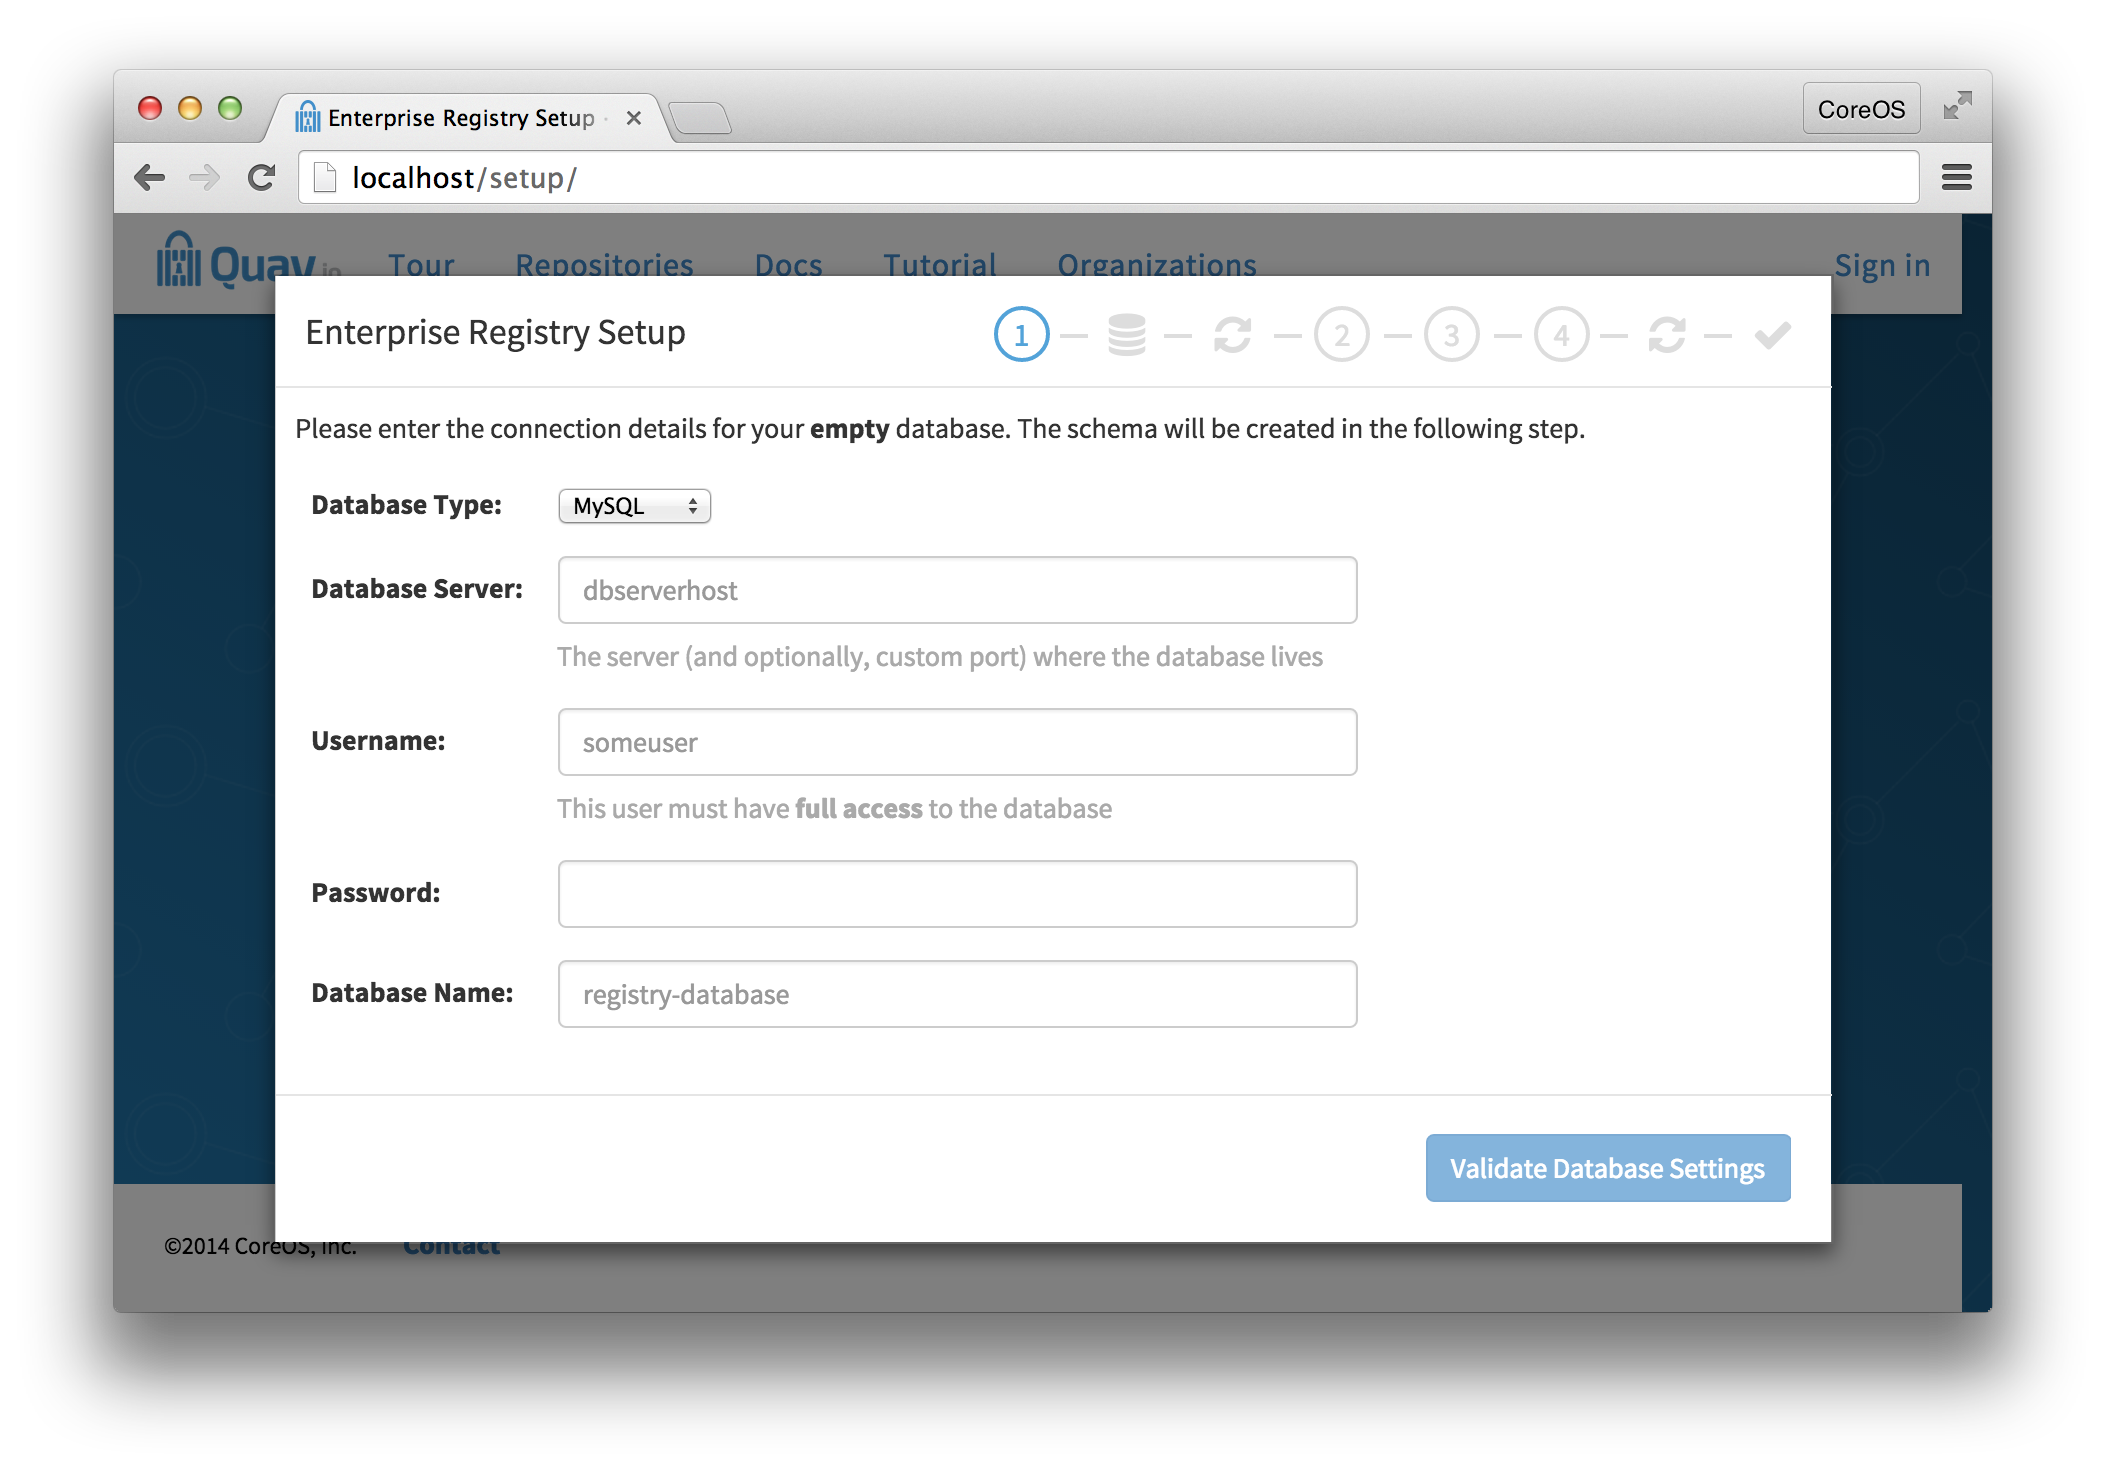 Enterprise Registry Setup
CoreOS
localhost/setup/
Quay.io Tour Repositories Docs Tutorial Organizations Sign in
Enterprise Registry Setup
1 2 3 4
Please enter the connection details for your empty database. The schema will be created in the following step.
Database Type: MySQL
Database Server: dbserverhost
The server (and optionally, custom port) where the database lives
Username: someuser
This user must have full access to the database
Password:
Database Name: registry-database
Validate Database Settings
©2014 CoreOS, Inc. Contact